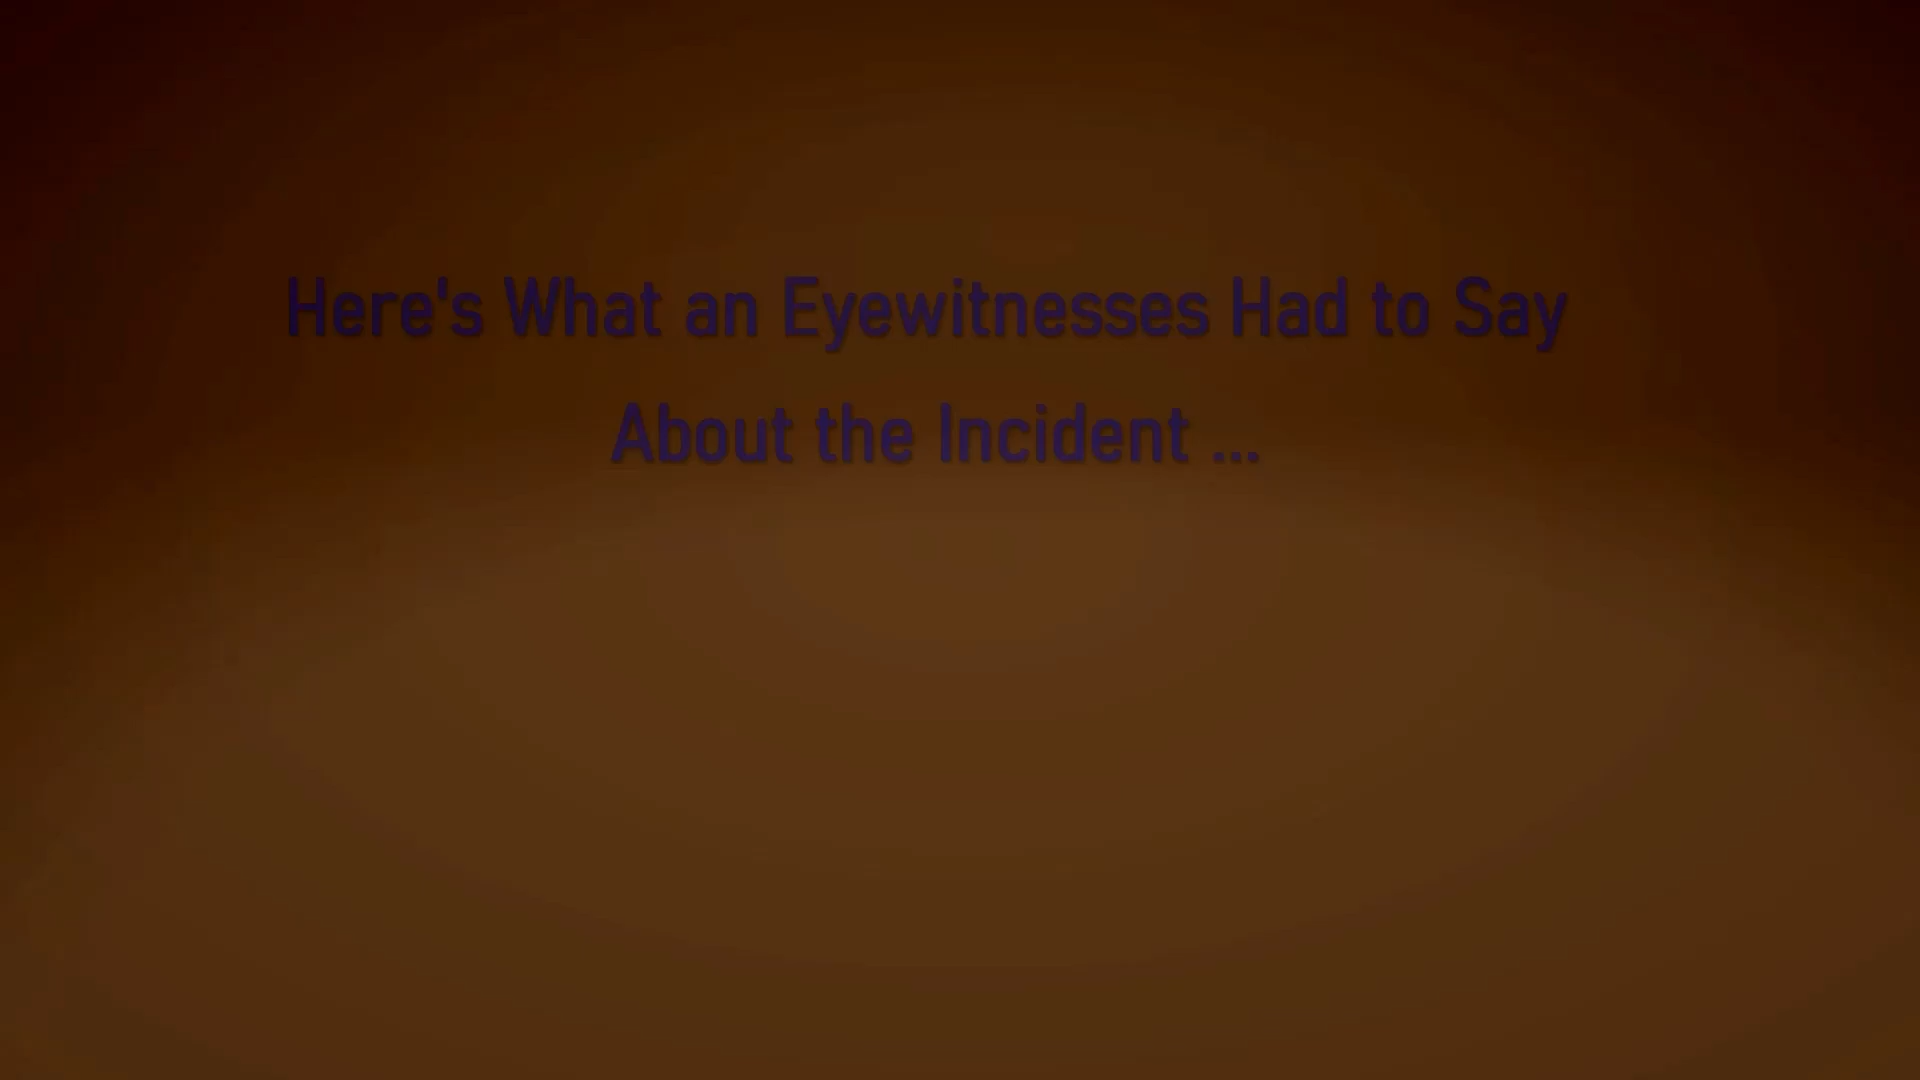 Here's What an Eyewitnesses Had to Say
About the Incident ...